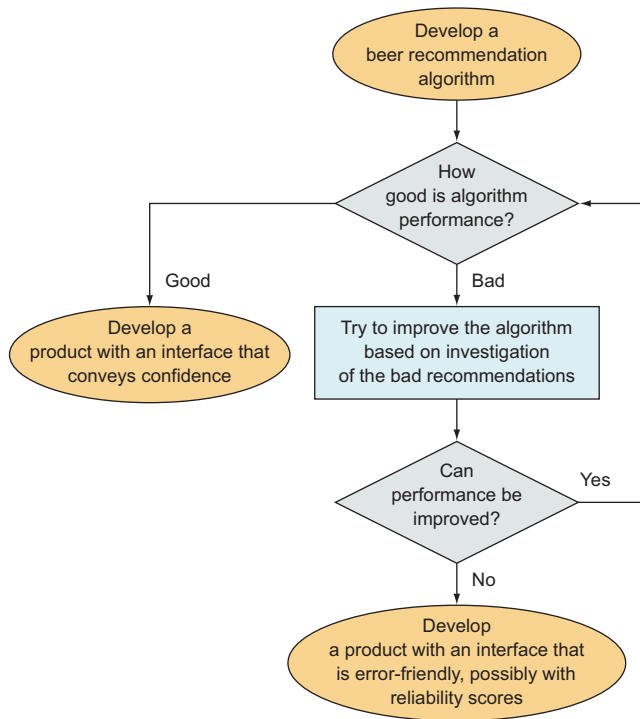 Develop a
beer recommendation
algorithm
How
good is algorithm
performance?
Good
Bad
Develop a
product with an interface that
conveys confidence
Try to improve the algorithm
based on investigation
of the bad recommendations
Can
performance be
improved?
Yes
No
Develop
a product with an interface that
is error-friendly, possibly with
reliability scores